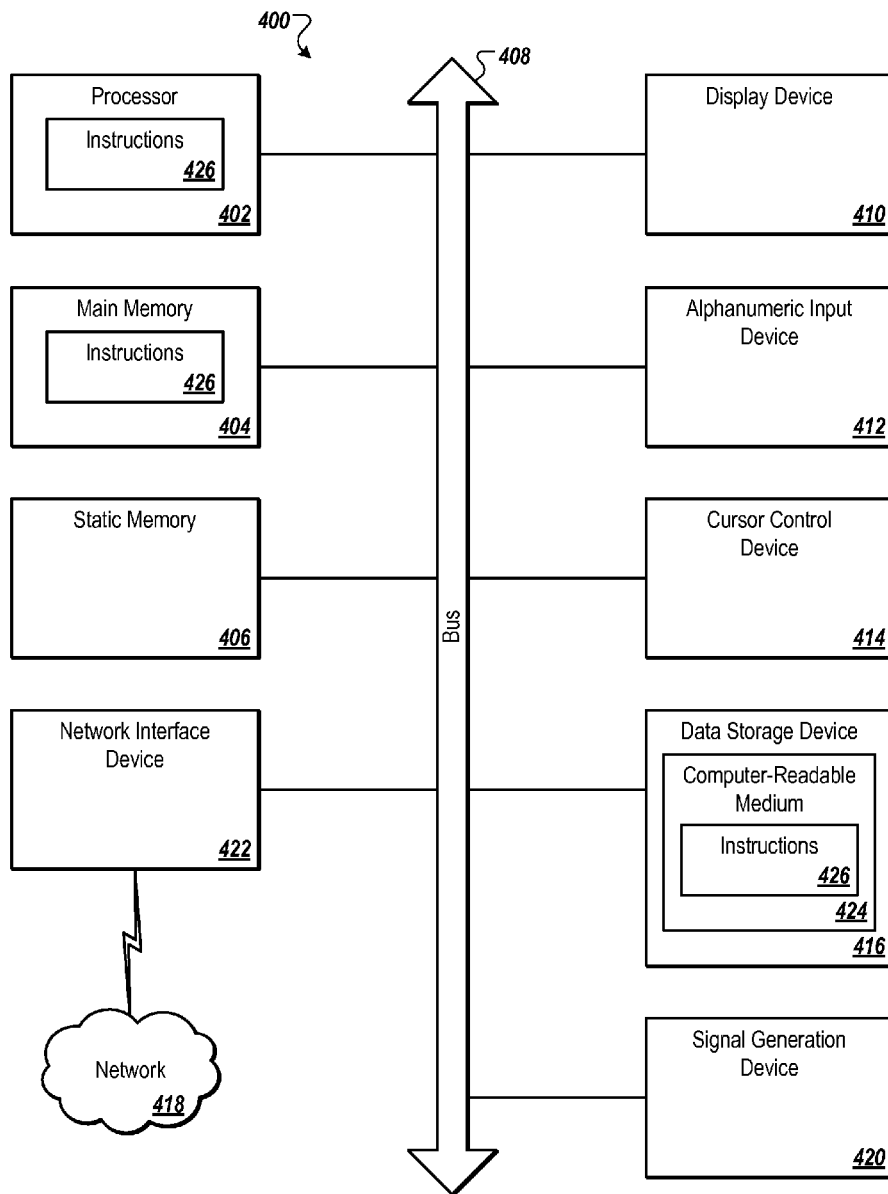 400
408
Processor
Instructions
426
402
Display Device
410
Main Memory
Instructions
426
404
Alphanumeric Input
Device
412
Static Memory
406
Cursor Control
Device
414
Bus
Network Interface
Device
422
Data Storage Device
Computer-Readable
Medium
Instructions
426
424
416
Network
418
Signal Generation
Device
420